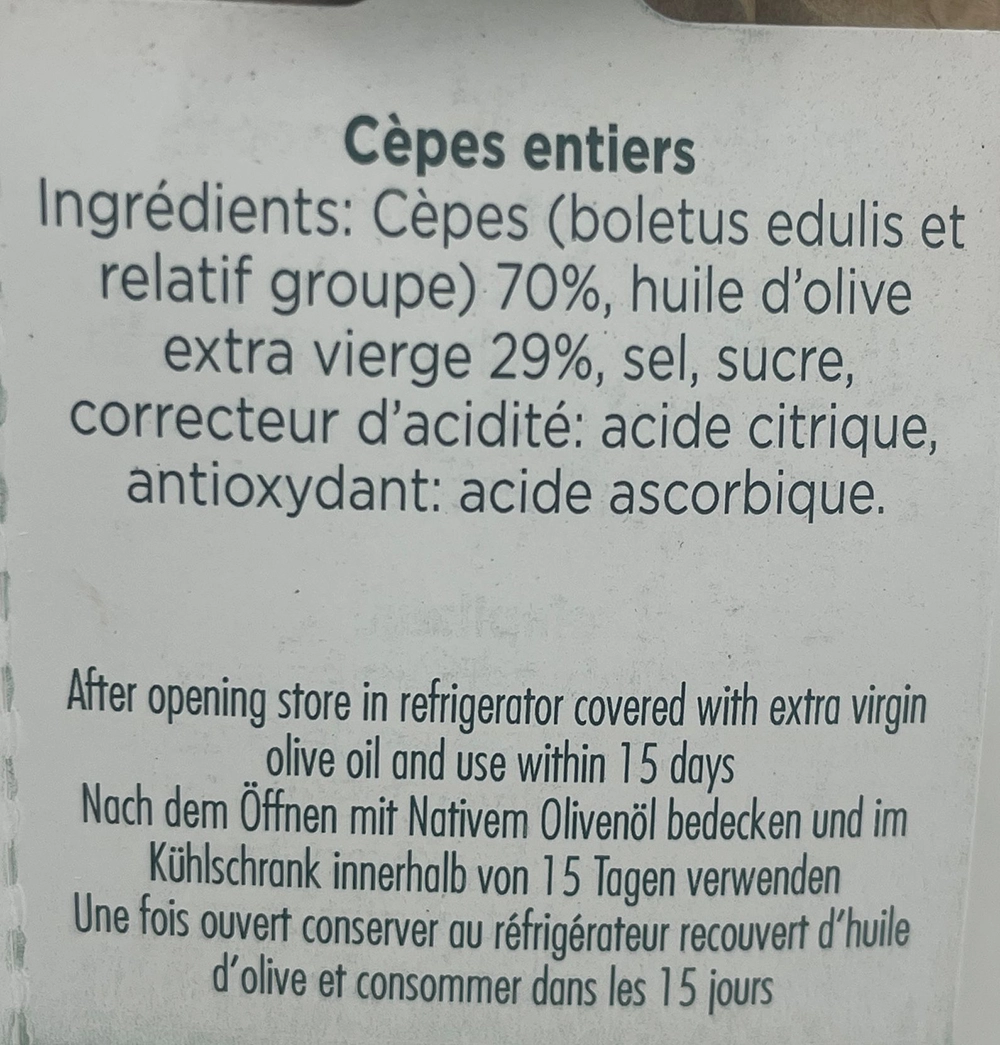 Cèpes entiers
Ingrédients: Cèpes (boletus edulis et
relatif groupe) 70%, huile d'olive
extra vierge 29%, sel, sucre,
correcteur d'acidité: acide citrique,
antioxydant: acide ascorbique.
After opening store in refrigerator covered with extra virgin
olive oil and use within 15 days
Nach dem Öffnen mit Nativem Olivenöl bedecken und im
Kühlschrank innerhalb von 15 Tagen verwenden
Une fois ouvert conserver au réfrigérateur recouvert d'huile
d'olive et consommer dans les 15 jours